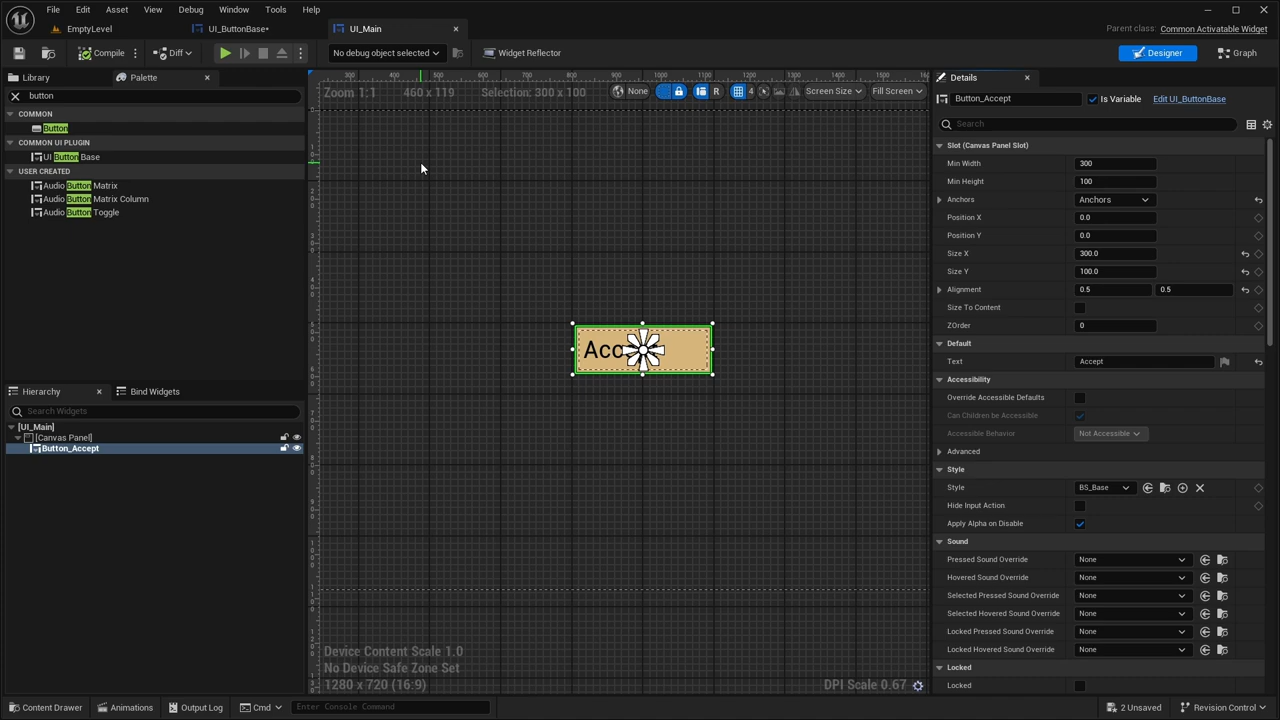 File Edit Asset View Debug Window Tools Help
EmptyLevel UI_ButtonBase* UI_Main
Parent class: Common Activatable Widget
Compile Diff No debug object selected Widget Reflector Designer Graph
Library Palette Details
button
COMMON
Button
COMMON UI PLUGIN
UI Button Base
USER CREATED
Audio Button Matrix
Audio Button Matrix Column
Audio Button Toggle
Hierarchy Bind Widgets
Search Widgets
[UI_Main]
[Canvas Panel]
Button_Accept
Zoom 1:1 460 x 119 Selection: 300 x 100 None R 4 Screen Size Fill Screen
Acc
Device Content Scale 1.0
No Device Safe Zone Set
1280 x 720 (16:9) DPI Scale 0.67
Button_Accept Is Variable Edit UI_ButtonBase
Search
Slot (Canvas Panel Slot)
Min Width 300
Min Height 100
Anchors Anchors
Position X 0.0
Position Y 0.0
Size X 300.0
Size Y 100.0
Alignment 0.5 0.5
Size To Content
ZOrder 0
Default
Text Accept
Accessibility
Override Accessible Defaults
Can Children be Accessible
Accessible Behavior Not Accessible
Advanced
Style
Style BS_Base
Hide Input Action
Apply Alpha on Disable
Sound
Pressed Sound Override None
Hovered Sound Override None
Selected Pressed Sound Override None
Selected Hovered Sound Override None
Locked Pressed Sound Override None
Locked Hovered Sound Override None
Locked
Locked
Content Drawer Animations Output Log Cmd Enter Console Command 2 Unsaved Revision Control